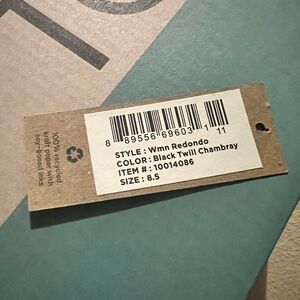 8 89556 69603 1 11
STYLE : Wmn Redondo
COLOR : Black Twill Chambray
ITEM # : 10014086
SIZE : 8.5
100% recycled
kraft paper with
soy-based inks